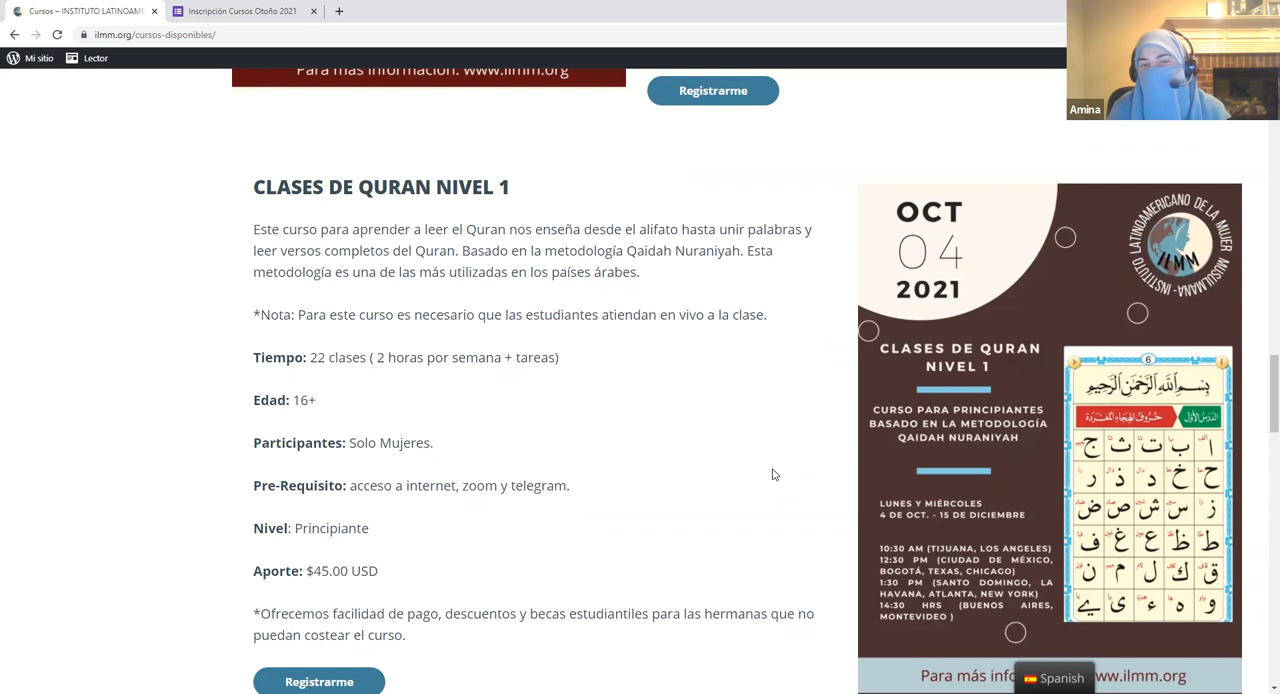 Cursos – INSTITUTO LATINOAME
Inscripción Cursos Otoño 2021
ilmm.org/cursos-disponibles/
Mi sitio
Lector
Para más información: www.ilmm.org
Registrarme
Amina
CLASES DE QURAN NIVEL 1
Este curso para aprender a leer el Quran nos enseña desde el alifato hasta unir palabras y
leer versos completos del Quran. Basado en la metodología Qaidah Nuraniyah. Esta
metodología es una de las más utilizadas en los países árabes.
*Nota: Para este curso es necesario que las estudiantes atiendan en vivo a la clase.
Tiempo: 22 clases ( 2 horas por semana + tareas)
Edad: 16+
Participantes: Solo Mujeres.
Pre-Requisito: acceso a internet, zoom y telegram.
Nivel: Principiante
Aporte: $45.00 USD
*Ofrecemos facilidad de pago, descuentos y becas estudiantiles para las hermanas que no
puedan costear el curso.
Registrarme
OCT
04
2021
INSTITUTO LATINOAMERICANO DE LA MUJER MUSULMANA-
ILMM
CLASES DE QURAN
NIVEL 1
CURSO PARA PRINCIPIANTES
BASADO EN LA METODOLOGÍA
QAIDAH NURANIYAH
LUNES Y MIÉRCOLES
4 DE OCT. - 15 DE DICIEMBRE
10:30 AM (TIJUANA, LOS ANGELES)
12:30 PM (CIUDAD DE MÉXICO,
BOGOTÁ, TEXAS, CHICAGO)
1:30 PM (SANTO DOMINGO, LA
HAVANA, ATLANTA, NEW YORK)
14:30 HRS (BUENOS AIRES,
MONTEVIDEO )
6
بِسْمِ اللَّهِ الرَّحْمَنِ الرَّحِيمِ
الدَّرْسُ الأَوَّل حُرُوفُ الْهِجَاءِ الْمُفْرَدَة
ا ب ت ث ج
ح خ د ذ ر
ز س ش ص ض
ط ظ ع غ ف
ق ك ل م ن
و ه ء ى ے
Para más info
ww.ilmm.org
Spanish